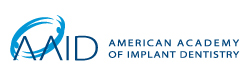 AAID
AMERICAN ACADEMY
OF IMPLANT DENTISTRY